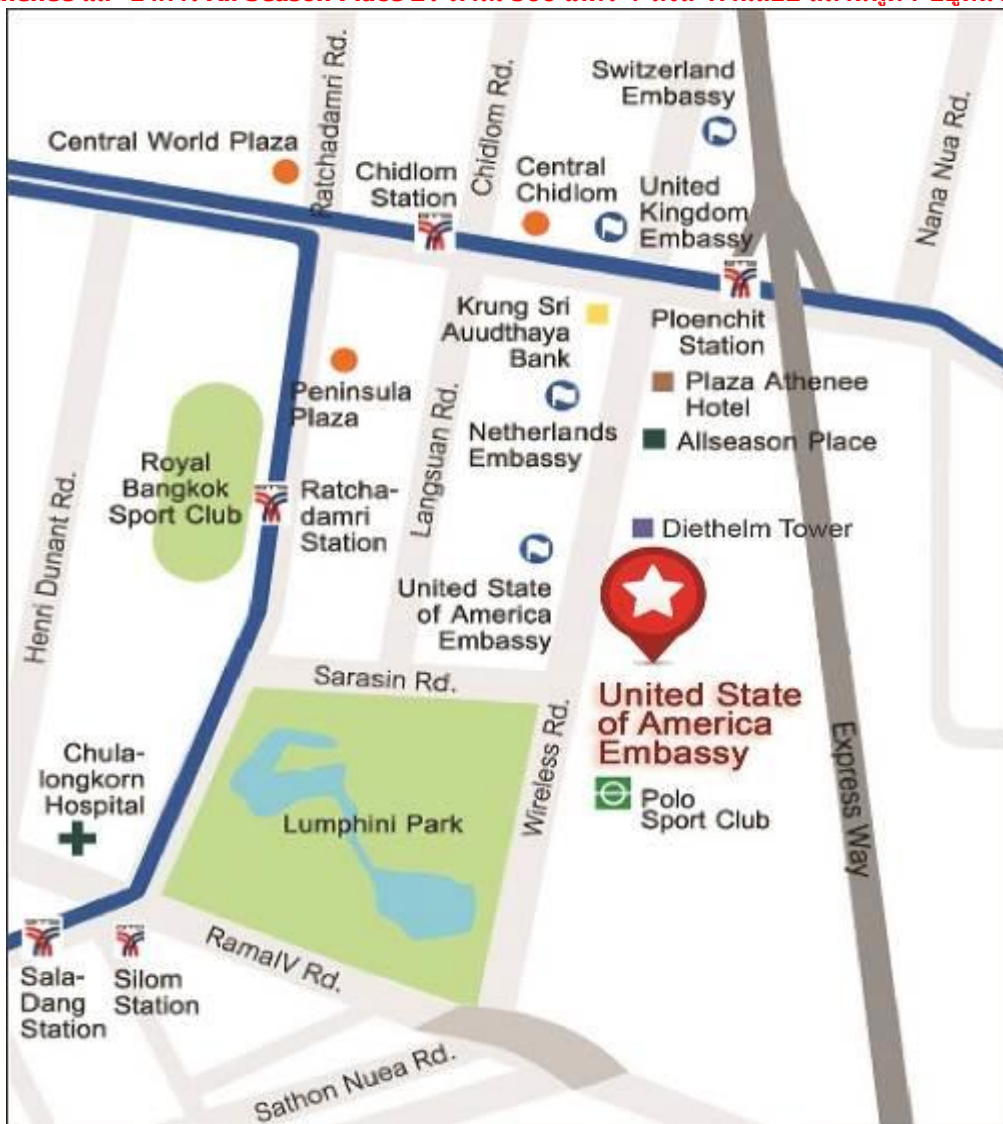 All Season Place
Switzerland
Embassy
Ratchadamri Rd.
Chidlom Rd.
Nana Nua Rd.
Central World Plaza
Chidlom
Station
Central
Chidlom
United
Kingdom
Embassy
Krung Sri
Auudthaya
Bank
Ploenchit
Station
Peninsula
Plaza
Plaza Athenee
Hotel
Netherlands
Embassy
Allseason Place
Langsuan Rd.
Royal
Bangkok
Sport Club
Ratcha-
damri
Station
Henri Dunant Rd.
Diethelm Tower
United State
of America
Embassy
Sarasin Rd.
United State
of America
Embassy
Wireless Rd.
Express Way
Chula-
longkorn
Hospital
Polo
Sport Club
Lumphini Park
RamaIV Rd.
Sala-
Dang
Station
Silom
Station
Sathon Nuea Rd.